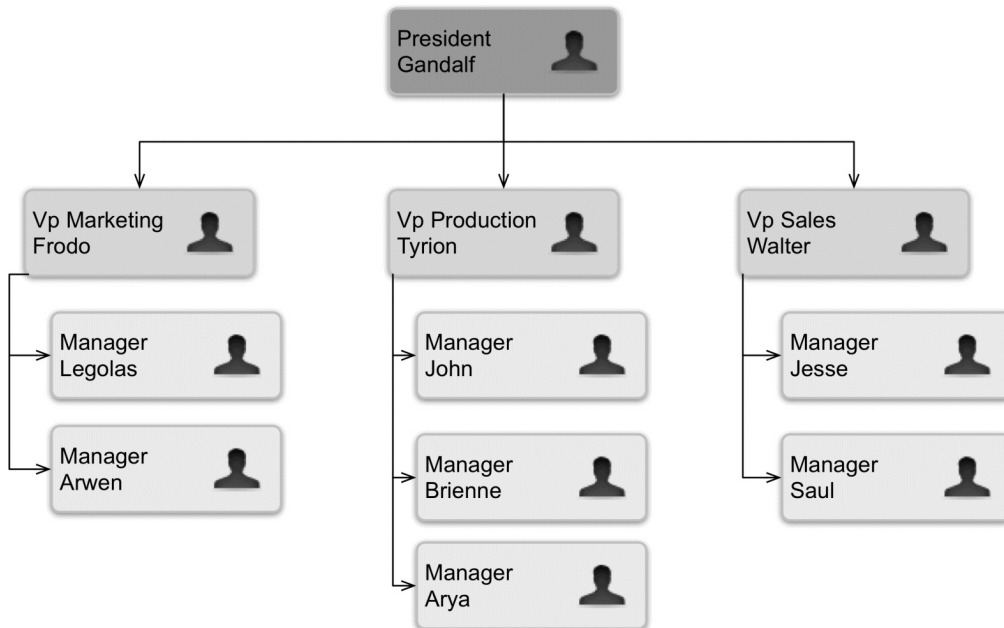 President
Gandalf
Vp Marketing
Frodo
Vp Production
Tyrion
Vp Sales
Walter
Manager
Legolas
Manager
John
Manager
Jesse
Manager
Arwen
Manager
Brienne
Manager
Saul
Manager
Arya